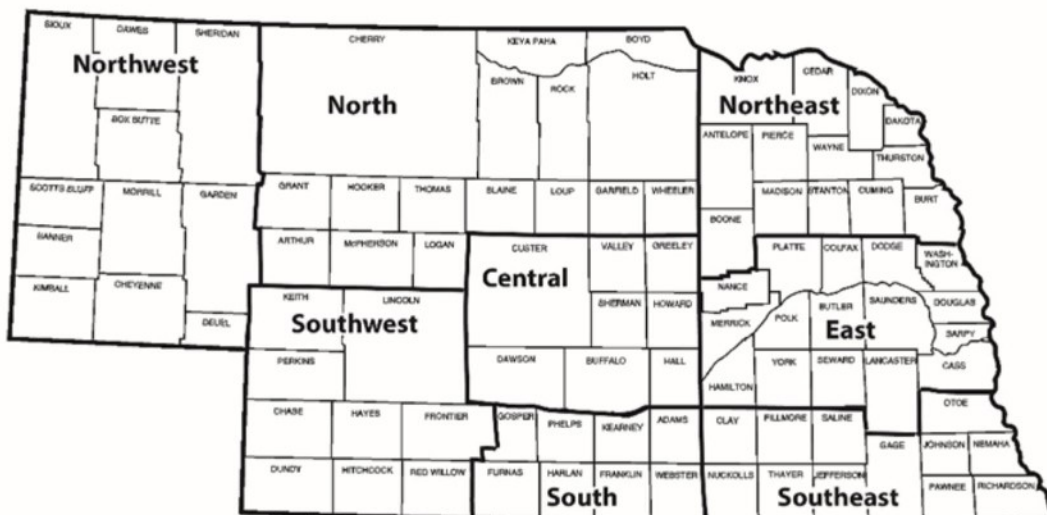 SIOUX
DAWES
SHERIDAN
CHERRY
KEYA PAHA
BOYD
Northwest
BROWN
ROCK
HOLT
KNOX
CEDAR
DIXON
North
Northeast
DAKOTA
BOX BUTTE
ANTELOPE
PIERCE
WAYNE
THURSTON
SCOTTS BLUFF
MORRILL
GARDEN
GRANT
HOOKER
THOMAS
BLAINE
LOUP
GARFIELD
WHEELER
MADISON
STANTON
CUMING
BURT
BOONE
BANNER
ARTHUR
McPHERSON
LOGAN
CUSTER
VALLEY
GREELEY
PLATTE
COLFAX
DODGE
WASH-
INGTON
Central
KIMBALL
CHEYENNE
NANCE
KEITH
LINCOLN
SHERMAN
HOWARD
BUTLER
SAUNDERS
DOUGLAS
DEUEL
Southwest
MERRICK
POLK
East
SARPY
PERKINS
DAWSON
BUFFALO
HALL
YORK
SEWARD
LANCASTER
CASS
HAMILTON
OTOE
CHASE
HAYES
FRONTIER
GOSPER
PHELPS
KEARNEY
ADAMS
CLAY
FILLMORE
SALINE
GAGE
JOHNSON
NEMAHA
DUNDY
HITCHCOCK
RED WILLOW
FURNAS
HARLAN
FRANKLIN
WEBSTER
NUCKOLLS
THAYER
JEFFERSON
PAWNEE
RICHARDSON
South
Southeast